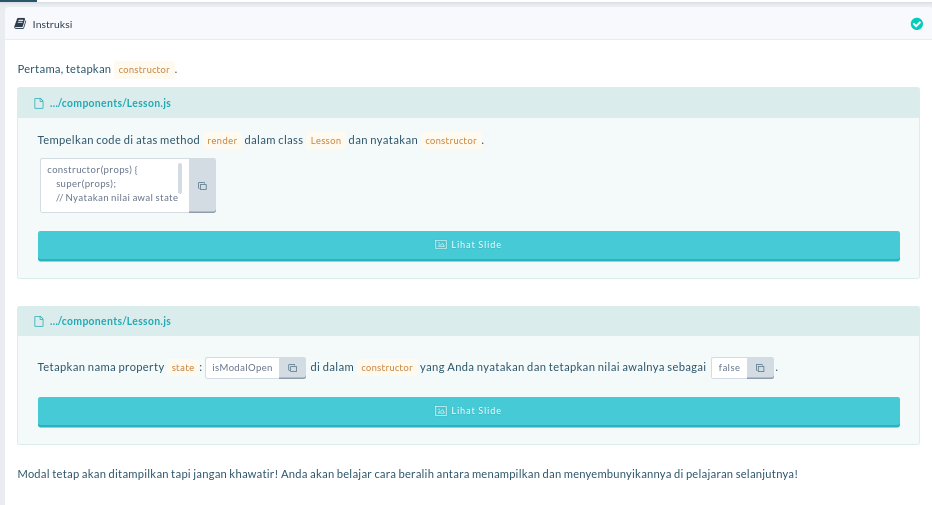 Instruksi
Pertama, tetapkan constructor .
.../components/Lesson.js
Tempelkan code di atas method render dalam class Lesson dan nyatakan constructor .
constructor(props) {
super(props);
// Nyatakan nilai awal state
Lihat Slide
.../components/Lesson.js
Tetapkan nama property state : isModalOpen di dalam constructor yang Anda nyatakan dan tetapkan nilai awalnya sebagai false .
Lihat Slide
Modal tetap akan ditampilkan tapi jangan khawatir! Anda akan belajar cara beralih antara menampilkan dan menyembunyikannya di pelajaran selanjutnya!